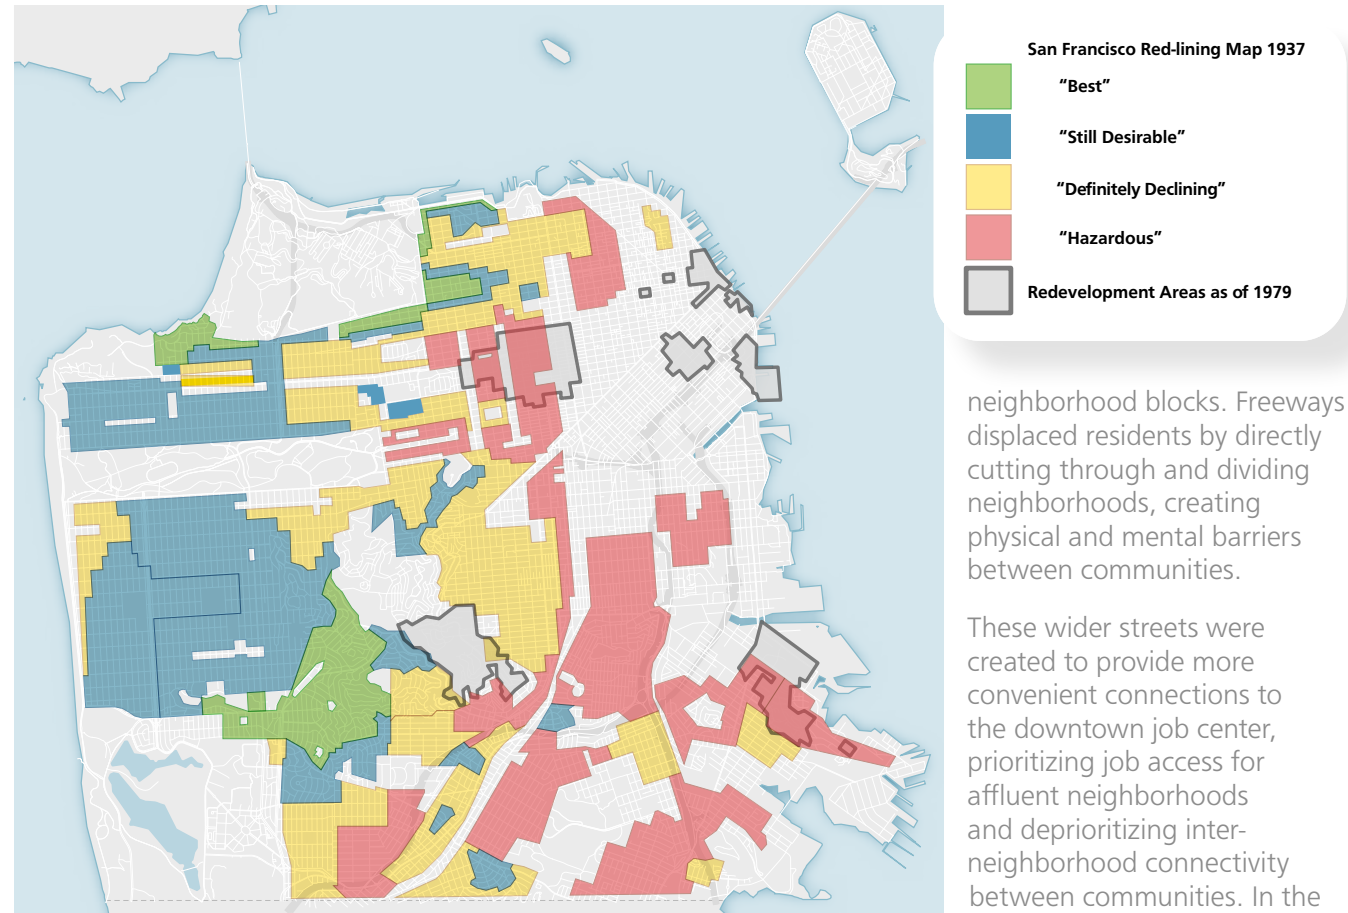 San Francisco Red-lining Map 1937
“Best”
“Still Desirable”
“Definitely Declining”
“Hazardous”
Redevelopment Areas as of 1979
neighborhood blocks. Freeways
displaced residents by directly
cutting through and dividing
neighborhoods, creating
physical and mental barriers
between communities.
These wider streets were
created to provide more
convenient connections to
the downtown job center,
prioritizing job access for
affluent neighborhoods
and deprioritizing inter-
neighborhood connectivity
between communities. In the